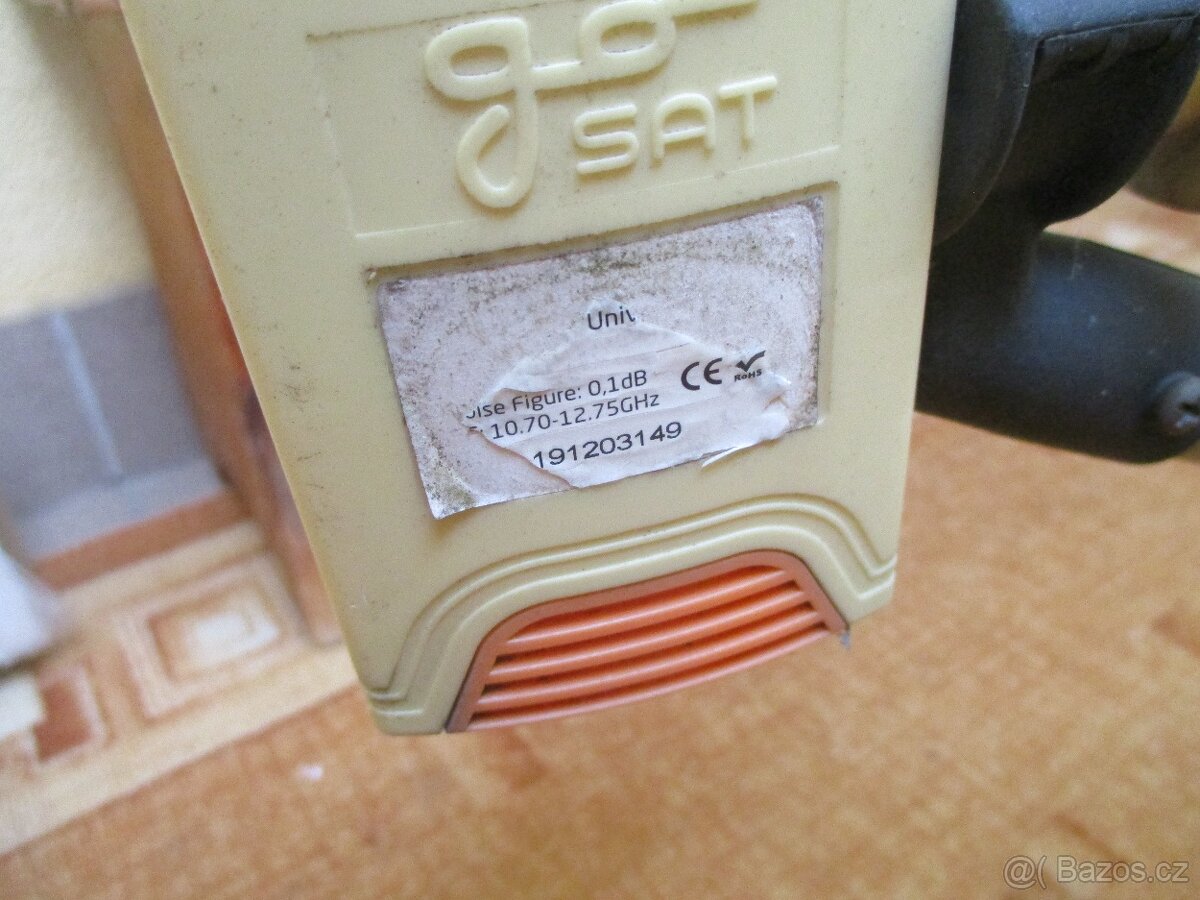 go
SAT
Univ
oise Figure: 0,1dB
CE RoHS
: 10.70-12.75GHz
191203149
@( Bazos.cz